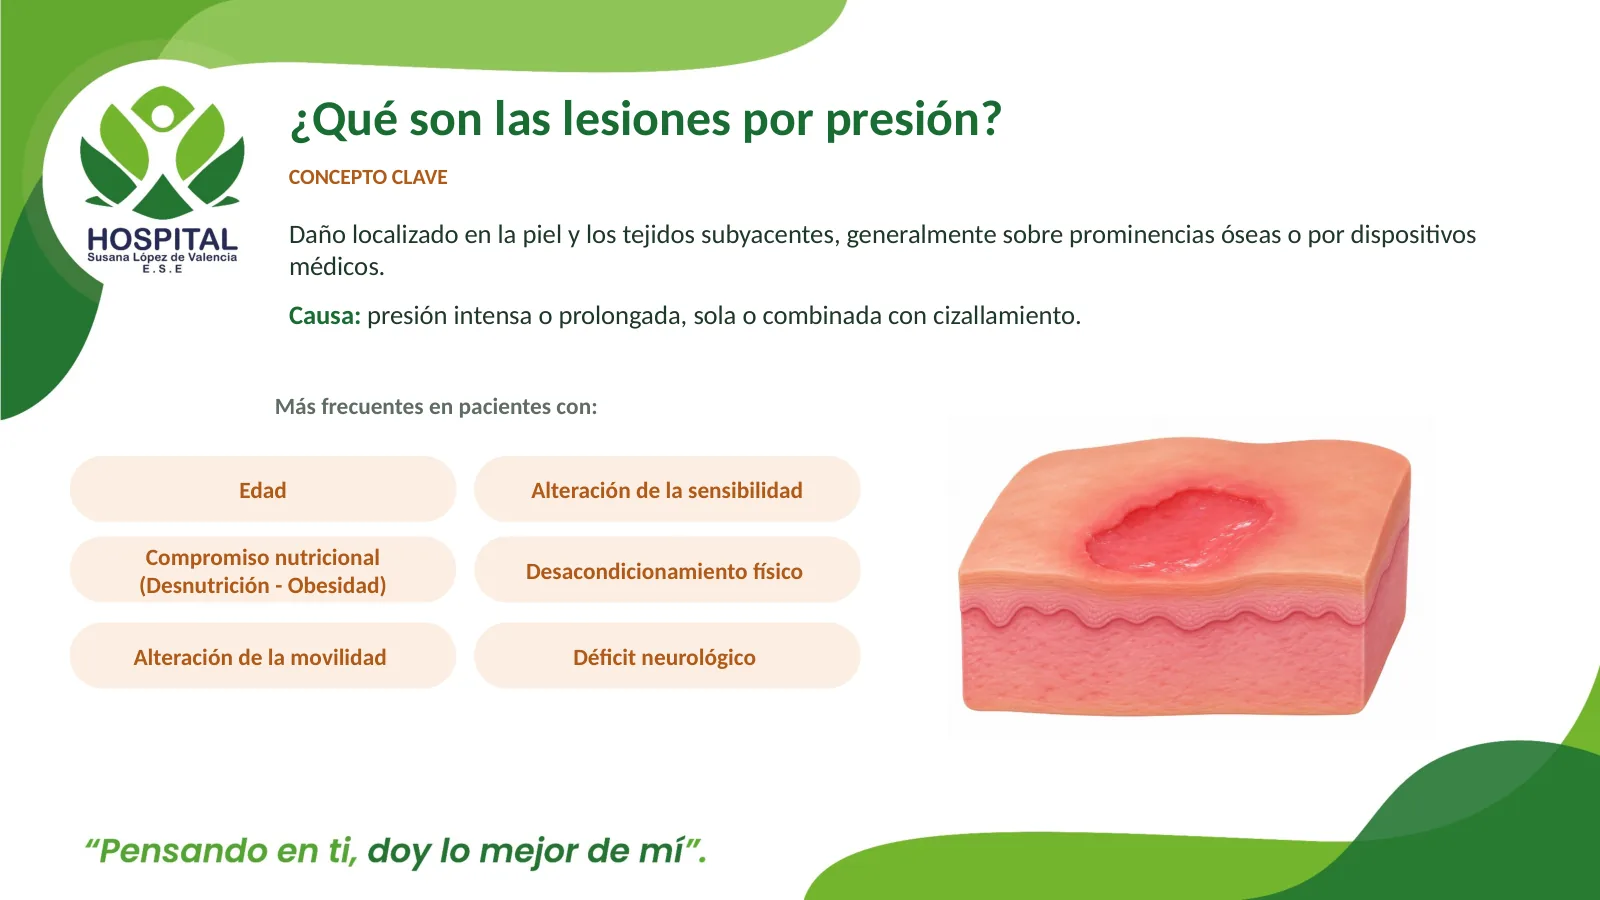 HOSPITAL
Susana López de Valencia
E.S.E
¿Qué son las lesiones por presión?
CONCEPTO CLAVE
Daño localizado en la piel y los tejidos subyacentes, generalmente sobre prominencias óseas o por dispositivos
médicos.
Causa: presión intensa o prolongada, sola o combinada con cizallamiento.
Más frecuentes en pacientes con:
Edad
Alteración de la sensibilidad
Compromiso nutricional
(Desnutrición - Obesidad)
Desacondicionamiento físico
Alteración de la movilidad
Déficit neurológico
“Pensando en ti, doy lo mejor de mí”.